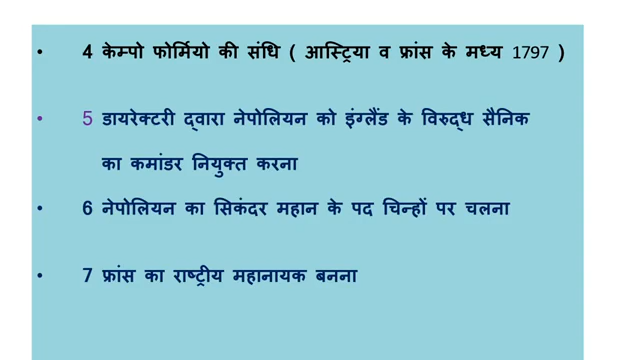 • 4 केम्पो फोर्मियो की संधि ( आस्ट्रिया व फ्रांस के मध्य 1797 )
• 5 डायरेक्टरी द्वारा नेपोलियन को इंग्लैंड के विरुद्ध सैनिक
का कमांडर नियुक्त करना
• 6 नेपोलियन का सिकंदर महान के पद चिन्हों पर चलना
• 7 फ्रांस का राष्ट्रीय महानायक बनना